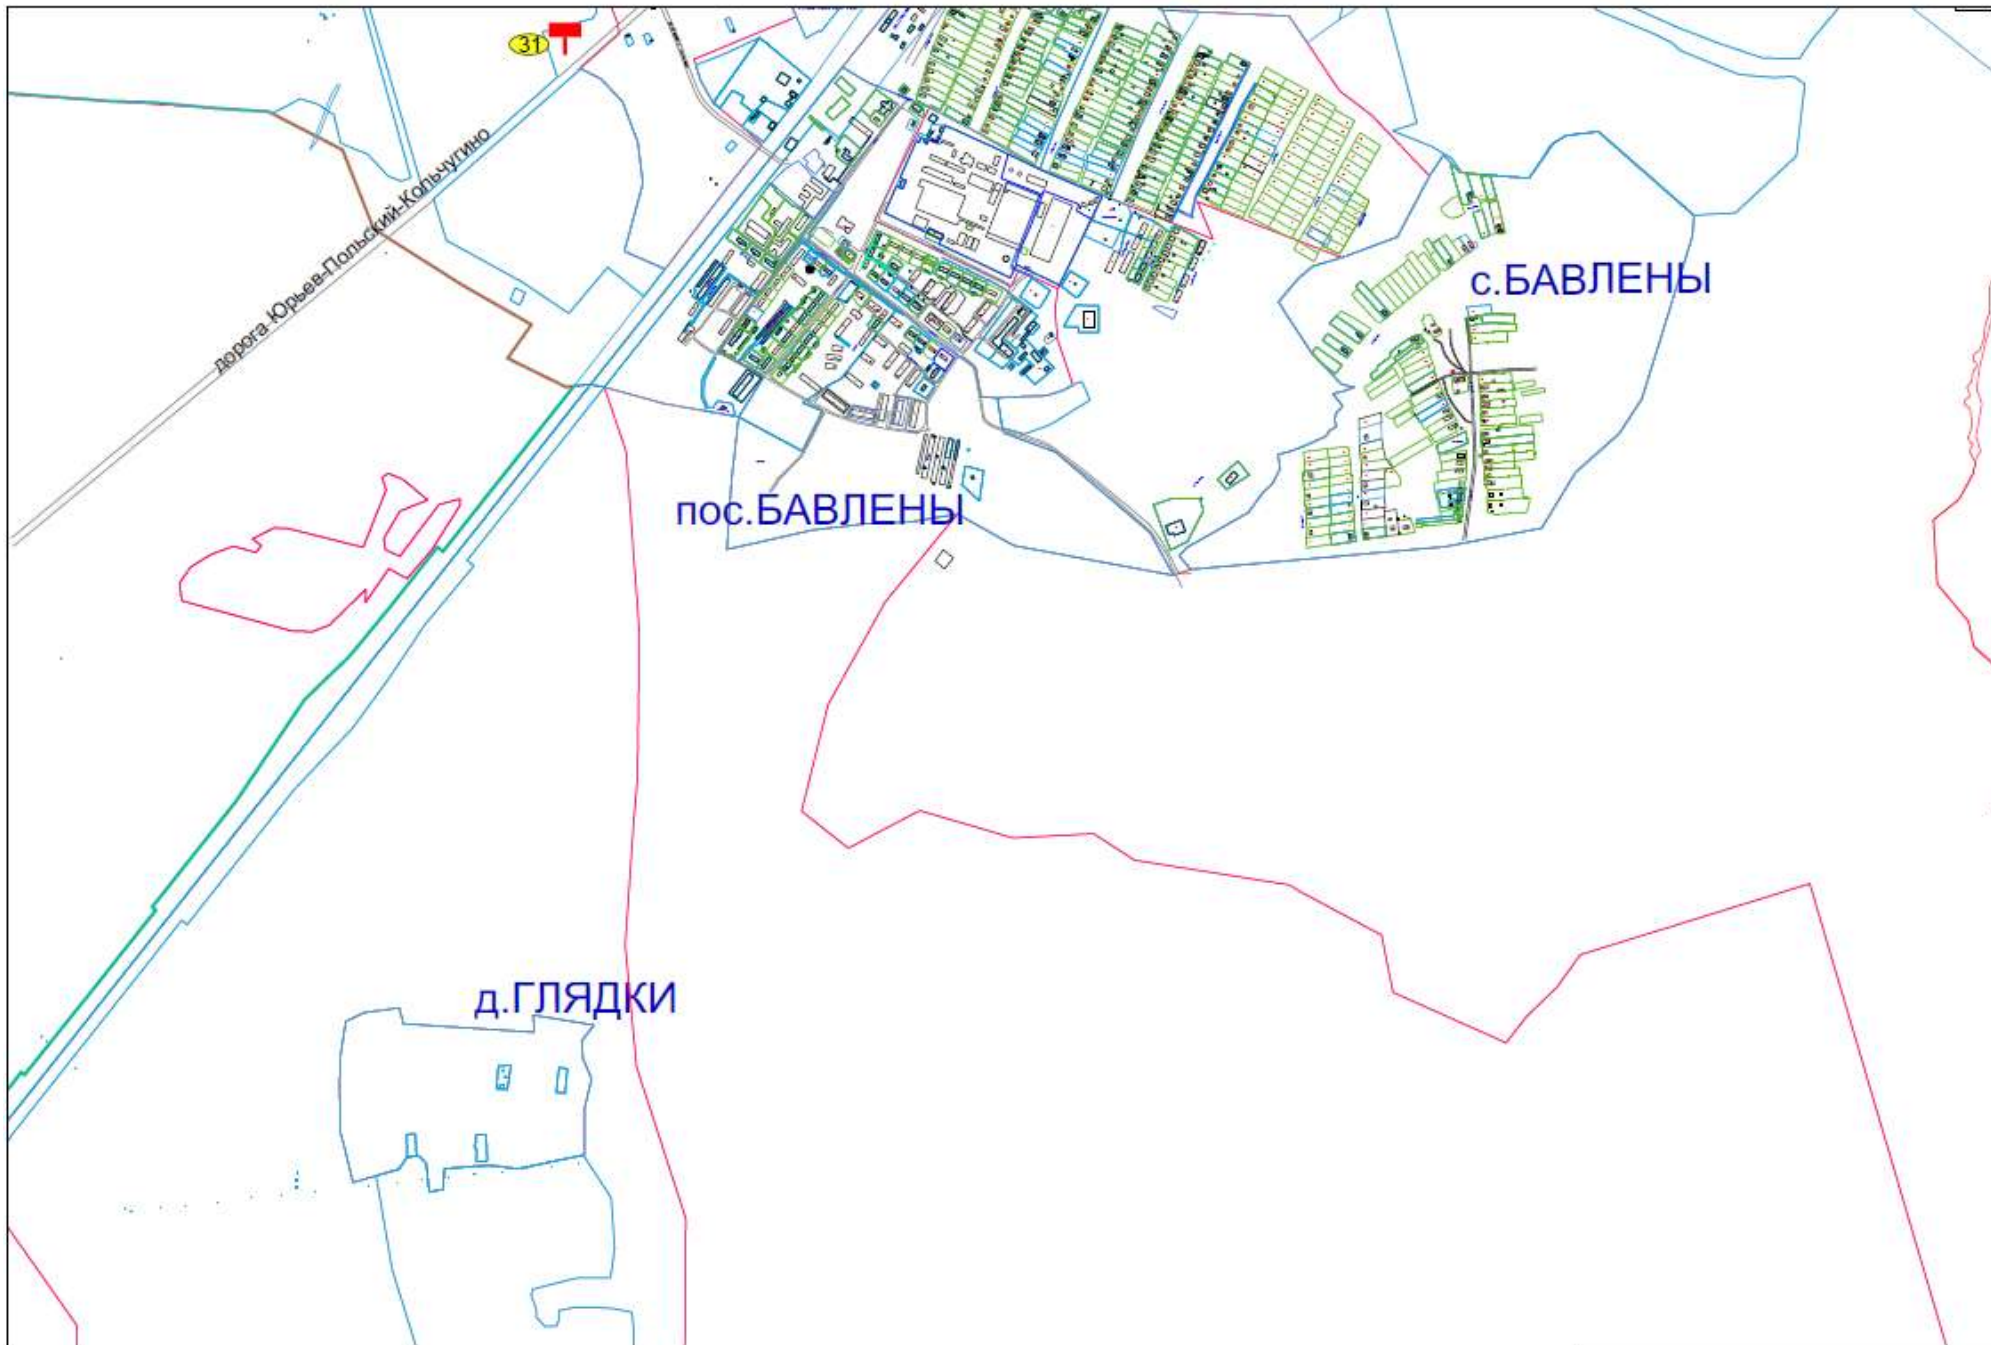 31
дорога Юрьев-Польский-Кольчугино
с.БАВЛЕНЫ
пос.БАВЛЕНЫ
д.ГЛЯДКИ